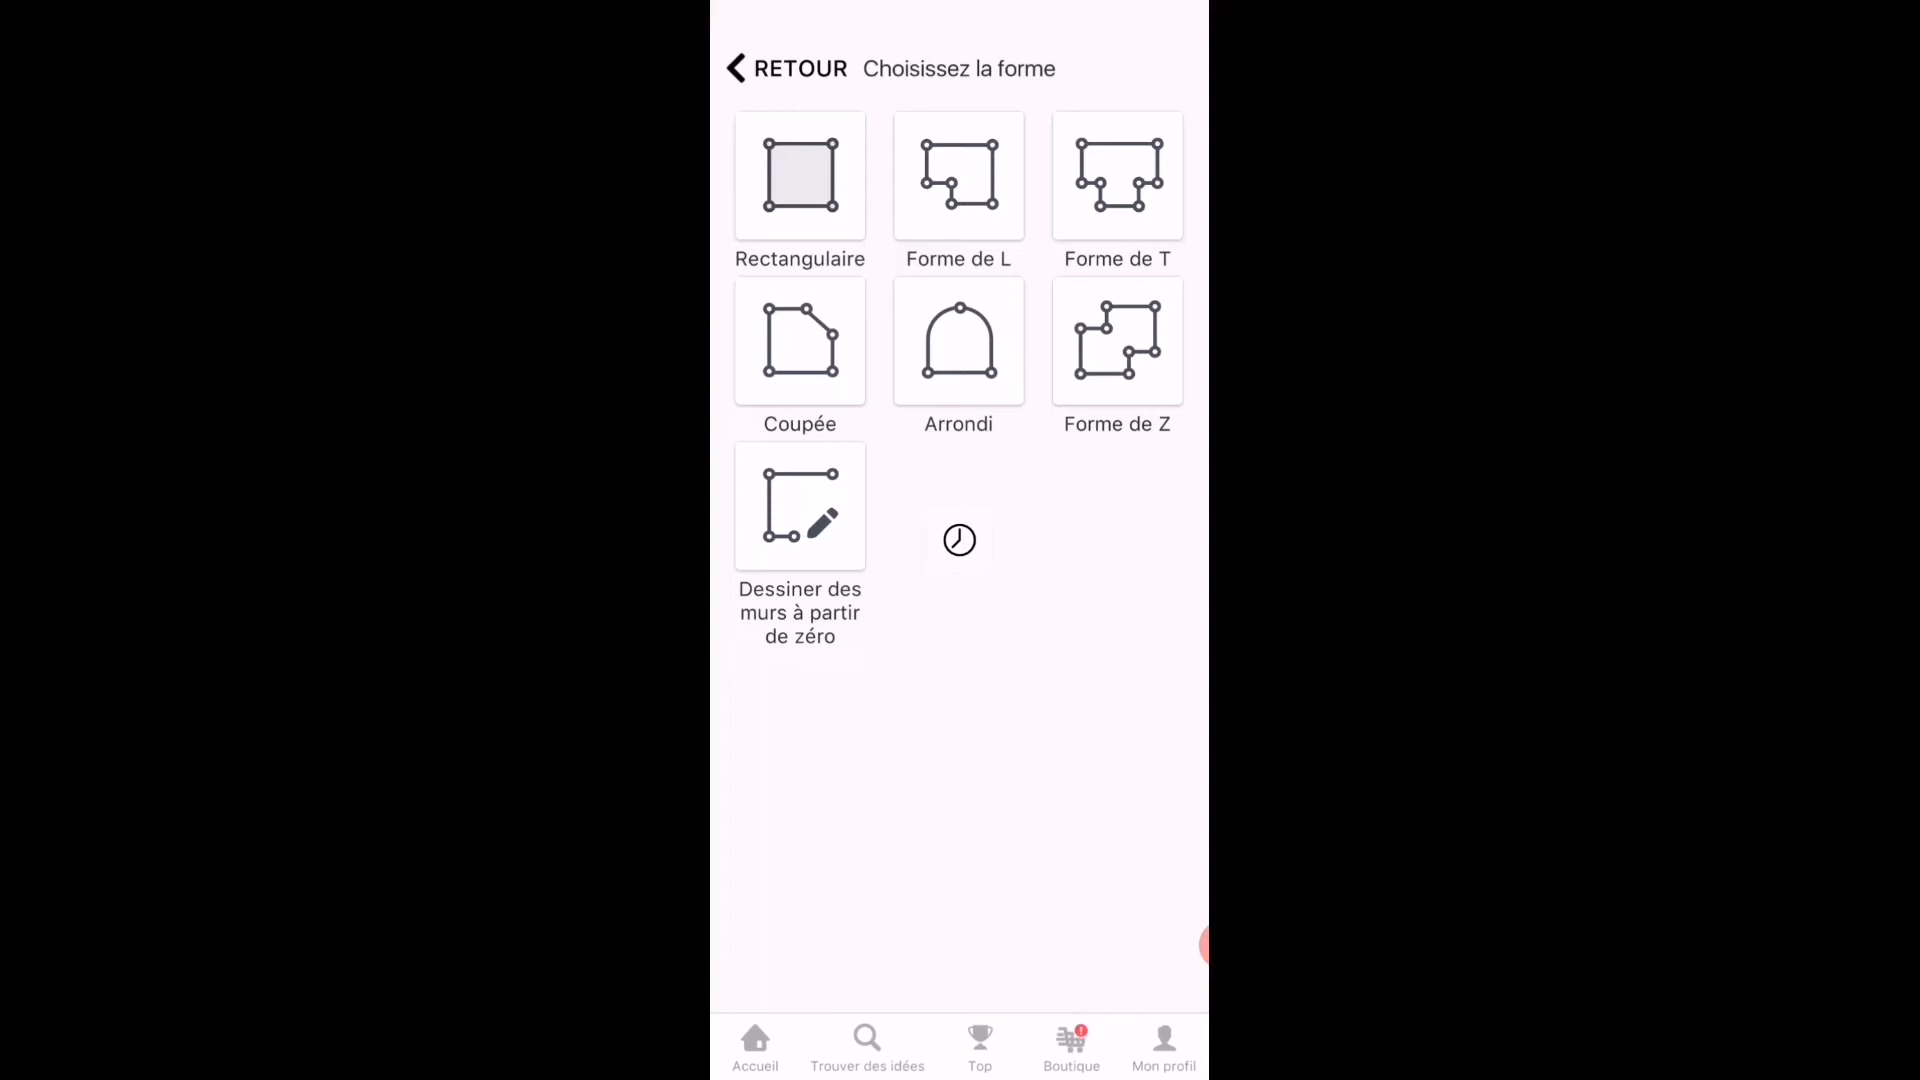 RETOUR Choisissez la forme
Rectangulaire
Forme de L
Forme de T
Coupée
Arrondi
Forme de Z
Dessiner des
murs à partir
de zéro
Accueil
Trouver des idées
Top
!
Boutique
Mon profil